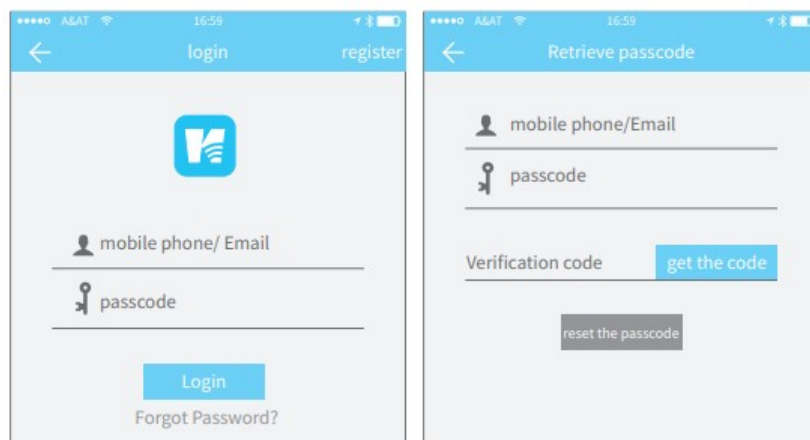 A&AT 16:59
login register
mobile phone/ Email
passcode
Login
Forgot Password?
A&AT 16:59
Retrieve passcode
mobile phone/Email
passcode
Verification code get the code
reset the passcode